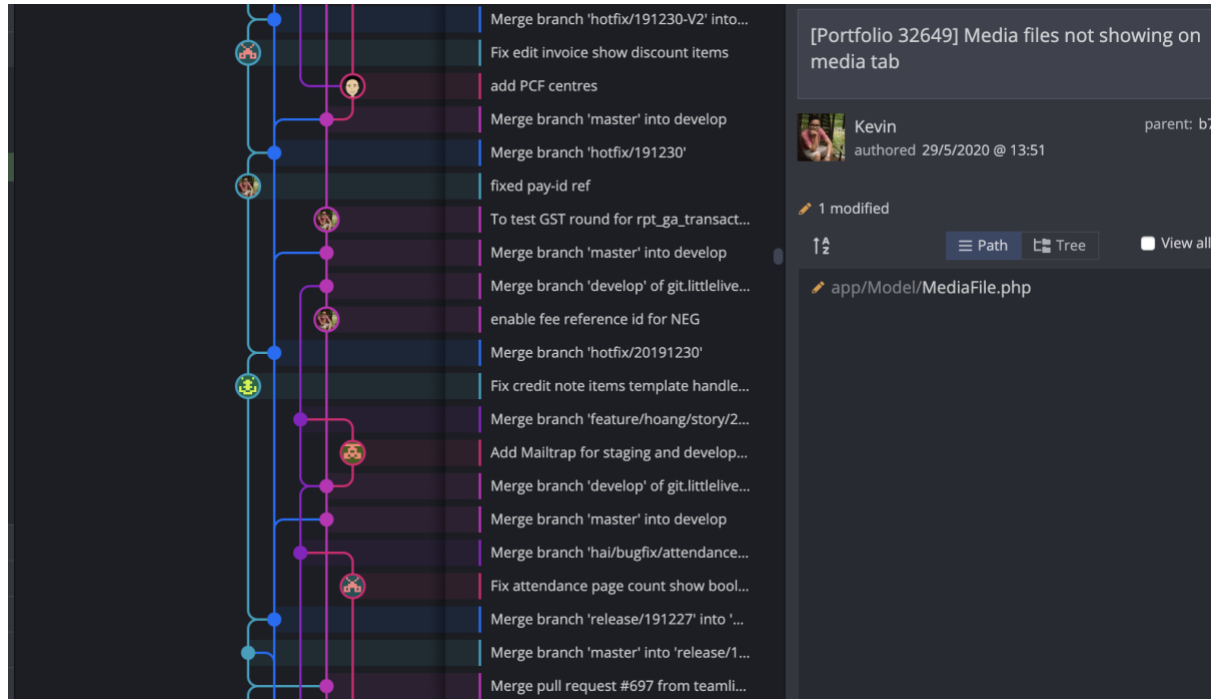 Merge branch 'hotfix/191230-V2' into...
Fix edit invoice show discount items
add PCF centres
Merge branch 'master' into develop
Merge branch 'hotfix/191230'
fixed pay-id ref
To test GST round for rpt_ga_transact...
Merge branch 'master' into develop
Merge branch 'develop' of git.littlelive...
enable fee reference id for NEG
Merge branch 'hotfix/20191230'
Fix credit note items template handle...
Merge branch 'feature/hoang/story/2...
Add Mailtrap for staging and develop...
Merge branch 'develop' of git.littlelive...
Merge branch 'master' into develop
Merge branch 'hai/bugfix/attendance...
Fix attendance page count show bool...
Merge branch 'release/191227' into '...
Merge branch 'master' into 'release/1...
Merge pull request #697 from teamli...
[Portfolio 32649] Media files not showing on
media tab
Kevin
parent: b7
authored 29/5/2020 @ 13:51
1 modified
A
Z
Path
Tree
View all
app/Model/MediaFile.php